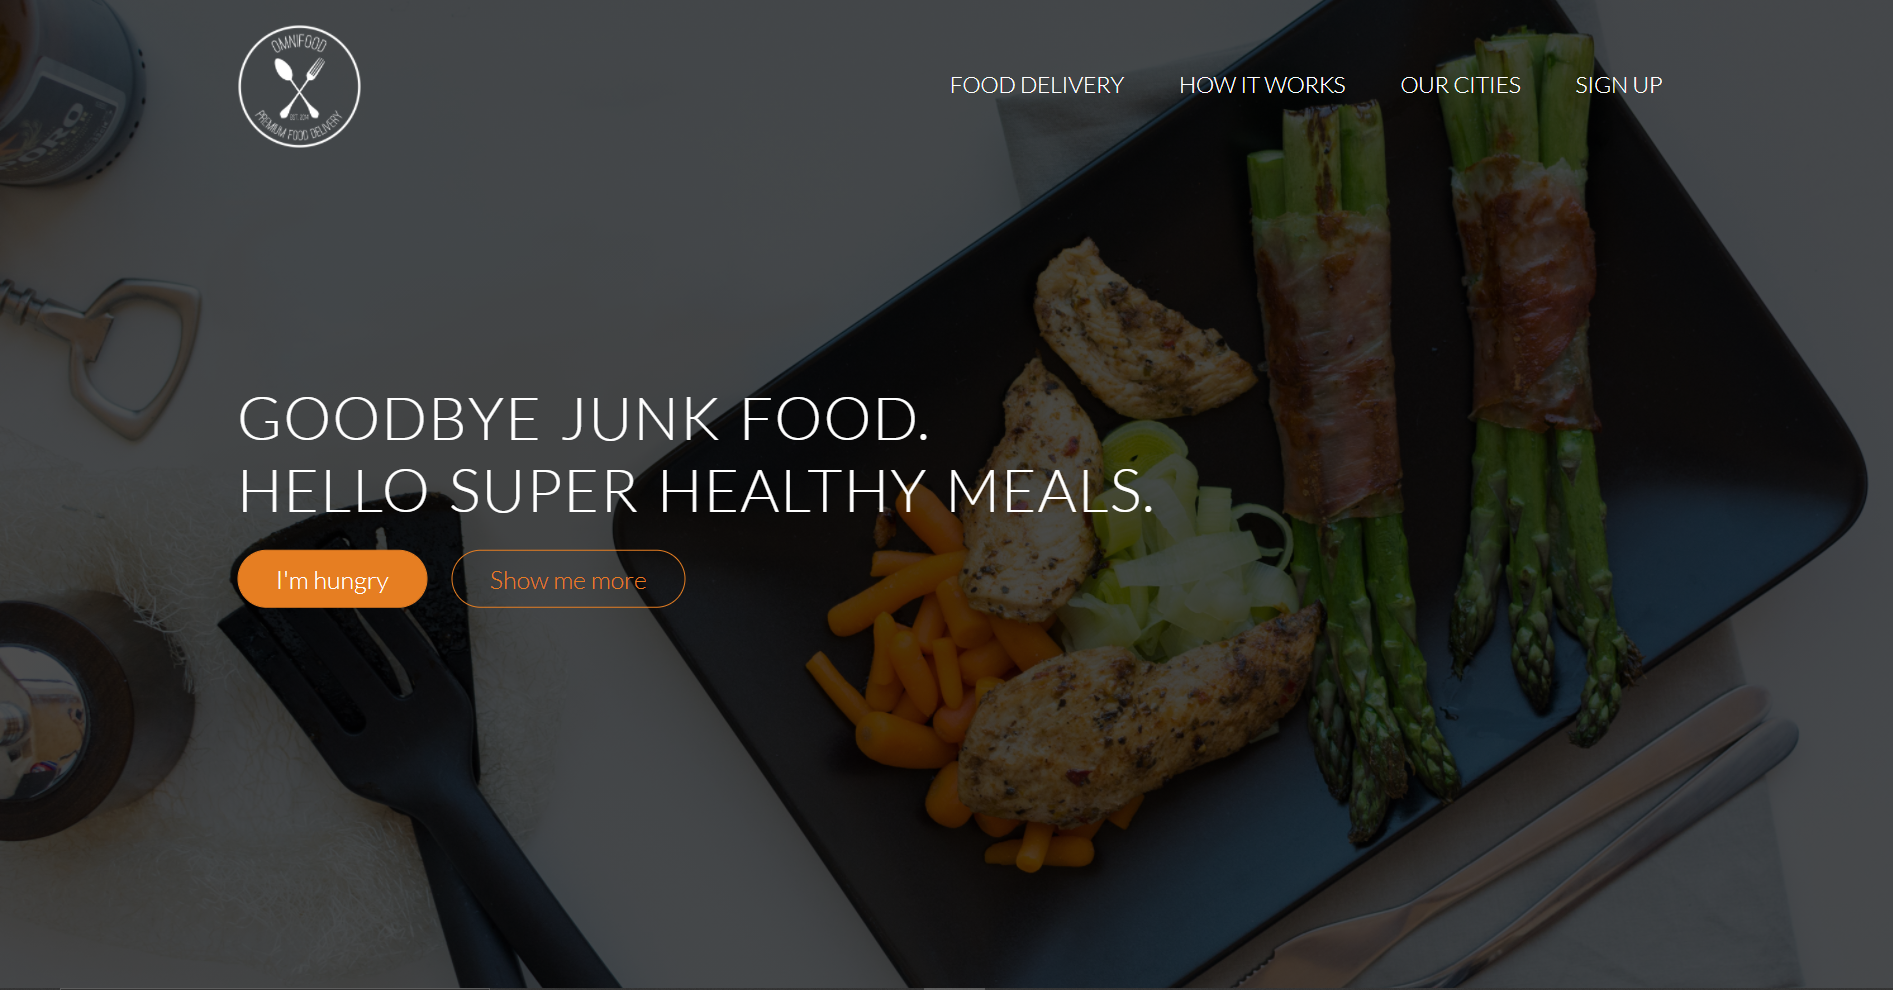 OMNIFOOD
EST. 2014
PREMIUM FOOD DELIVERY
FOOD DELIVERY
HOW IT WORKS
OUR CITIES
SIGN UP
GOODBYE JUNK FOOD.
HELLO SUPER HEALTHY MEALS.
I'm hungry
Show me more